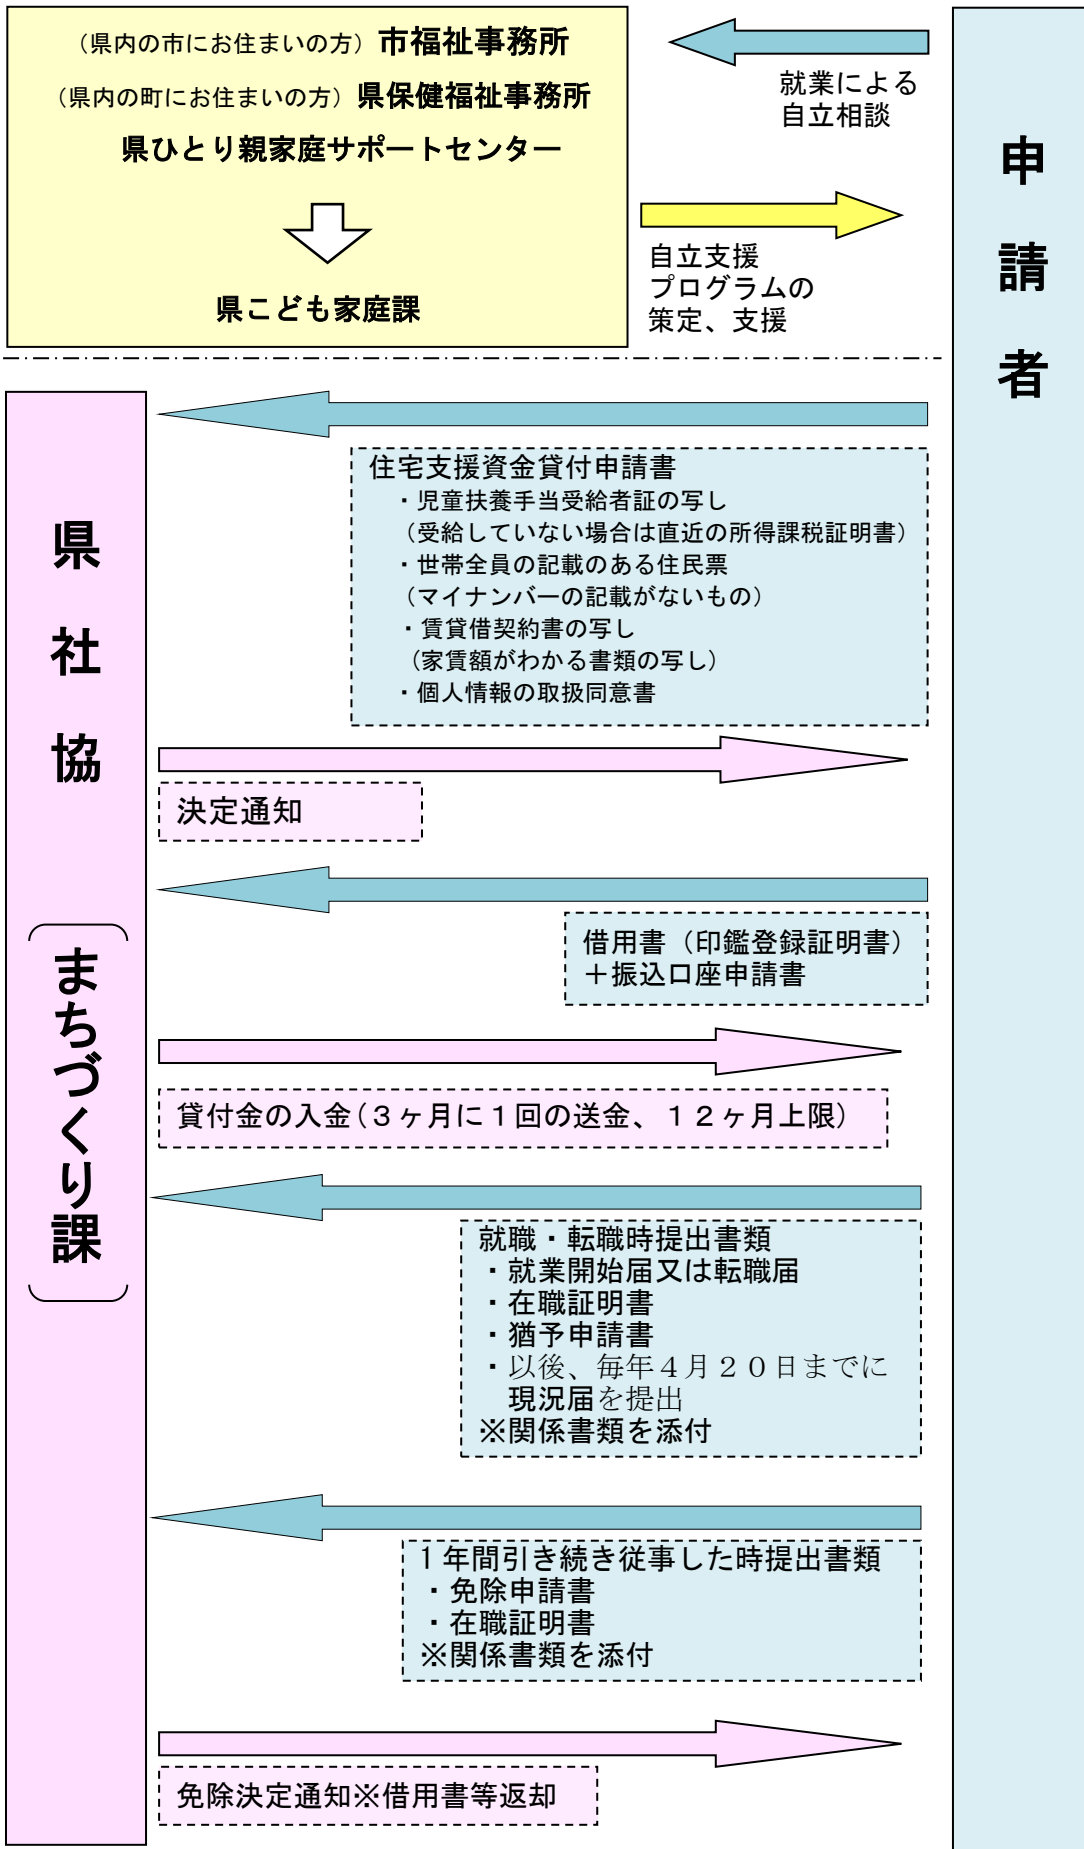 （県内の市にお住まいの方）市福祉事務所
（県内の町にお住まいの方）県保健福祉事務所
県ひとり親家庭サポートセンター
県こども家庭課
就業による
自立相談
自立支援
プログラムの
策定、支援
申請者
県社協
まちづくり課
住宅支援資金貸付申請書
・児童扶養手当受給者証の写し
（受給していない場合は直近の所得課税証明書）
・世帯全員の記載のある住民票
（マイナンバーの記載がないもの）
・賃貸借契約書の写し
（家賃額がわかる書類の写し）
・個人情報の取扱同意書
決定通知
借用書（印鑑登録証明書）
＋振込口座申請書
貸付金の入金（３ヶ月に１回の送金、１２ヶ月上限）
就職・転職時提出書類
・就業開始届又は転職届
・在職証明書
・猶予申請書
・以後、毎年４月２０日までに
現況届を提出
※関係書類を添付
１年間引き続き従事した時提出書類
・免除申請書
・在職証明書
※関係書類を添付
免除決定通知※借用書等返却